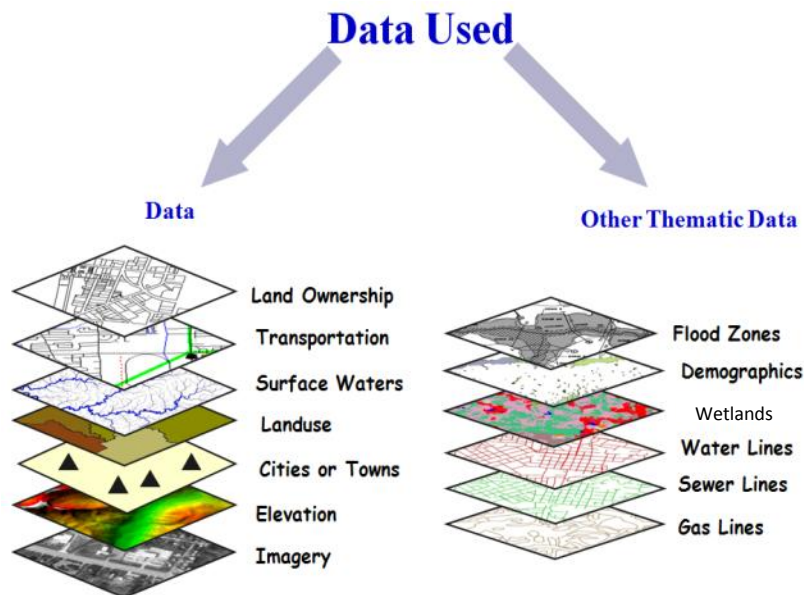 Data Used
Data
Other Thematic Data
Land Ownership
Transportation
Surface Waters
Landuse
Cities or Towns
Elevation
Imagery
Flood Zones
Demographics
Wetlands
Water Lines
Sewer Lines
Gas Lines